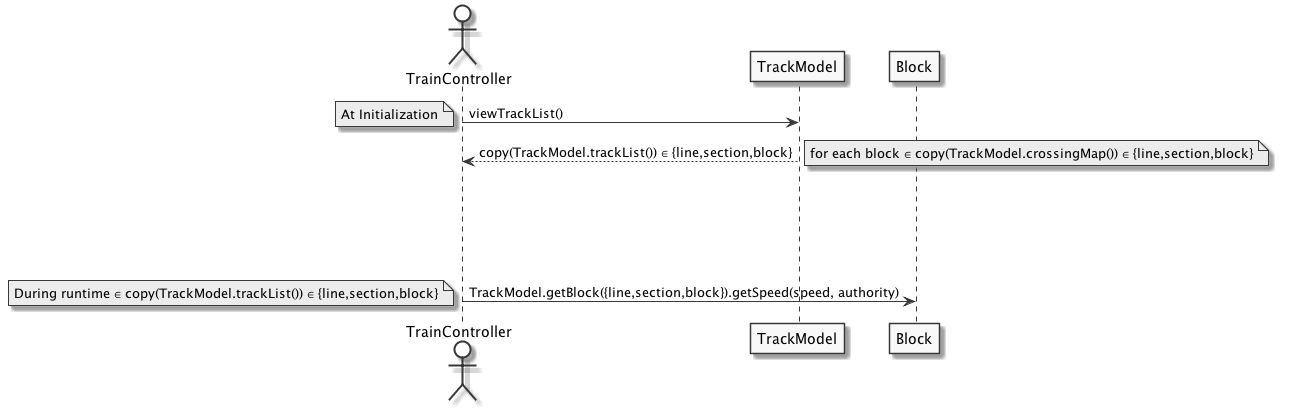 TrainController
TrackModel
Block
At Initialization
viewTrackList()
copy(TrackModel.trackList()) ∈ {line,section,block}
for each block ∈ copy(TrackModel.crossingMap()) ∈ {line,section,block}
During runtime ∈ copy(TrackModel.trackList()) ∈ {line,section,block}
TrackModel.getBlock({line,section,block}).getSpeed(speed, authority)
TrainController
TrackModel
Block